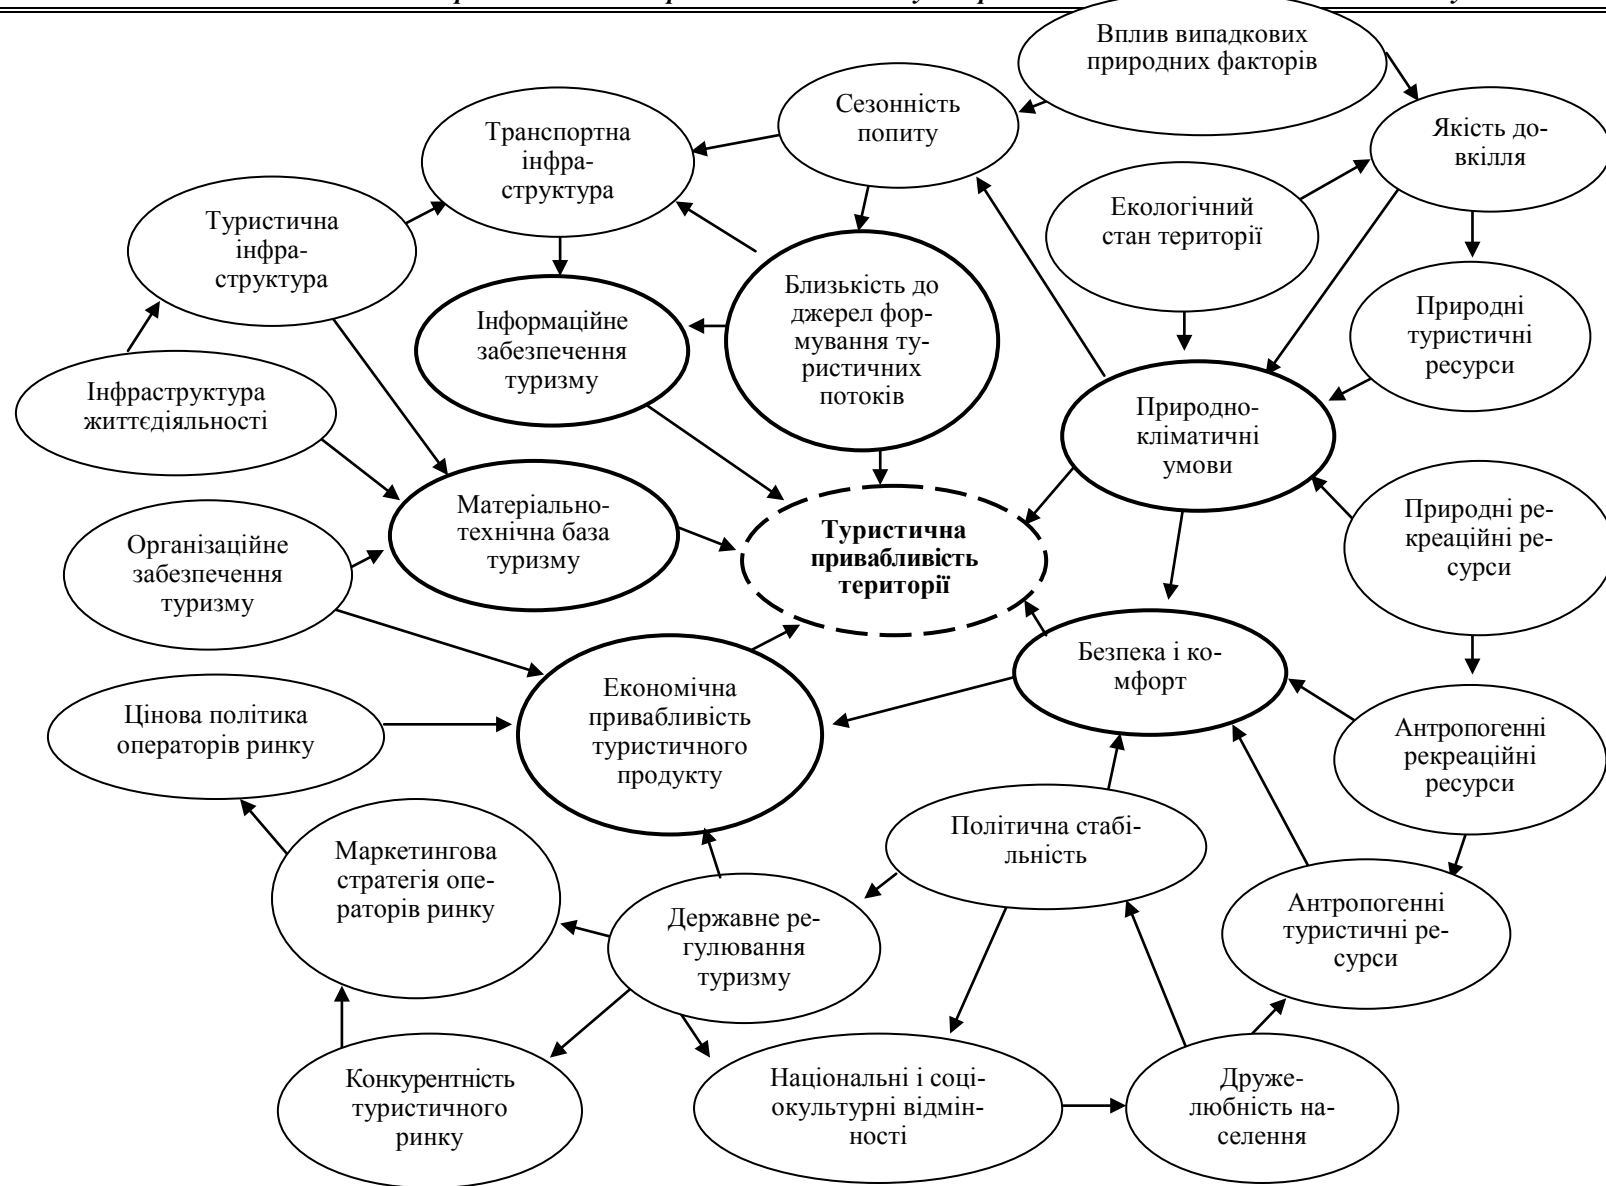 Вплив випадкових
природних факторів
Сезонність
попиту
Транспортна
інфра-
структура
Якість до-
вкілля
Екологічний
стан території
Туристична
інфра-
структура
Близькість до
джерел фор-
мування ту-
ристичних
потоків
Інформаційне
забезпечення
туризму
Природні
туристичні
ресурси
Інфраструктура
життєдіяльності
Природно-
кліматичні
умови
Матеріально-
технічна база
туризму
Туристична
привабливість
території
Природні ре-
креаційні ре-
сурси
Організаційне
забезпечення
туризму
Безпека і ко-
мфорт
Економічна
привабливість
туристичного
продукту
Цінова політика
операторів ринку
Антропогенні
рекреаційні
ресурси
Політична стабі-
льність
Маркетингова
стратегія опе-
раторів ринку
Державне ре-
гулювання
туризму
Антропогенні
туристичні ре-
сурси
Конкурентність
туристичного
ринку
Національні і соці-
окультурні відмін-
ності
Друже-
любність на-
селення